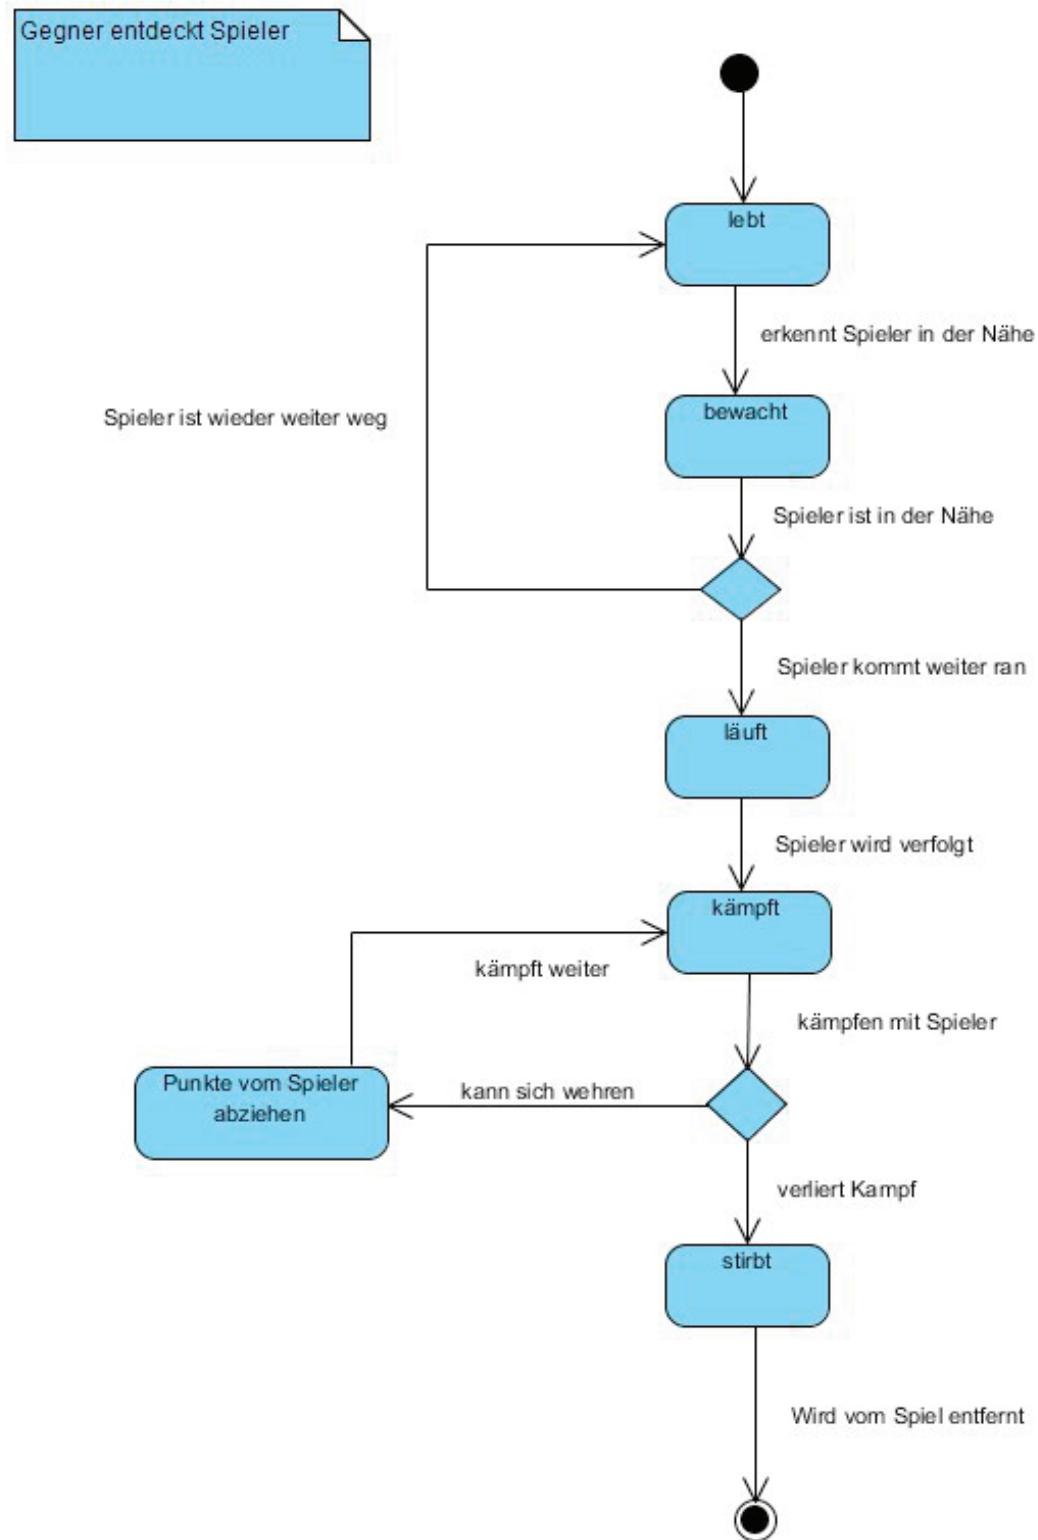 Gegner entdeckt Spieler
lebt
erkennt Spieler in der Nähe
bewacht
Spieler ist wieder weiter weg
Spieler ist in der Nähe
Spieler kommt weiter ran
läuft
Spieler wird verfolgt
kämpft
kämpft weiter
kämpfen mit Spieler
Punkte vom Spieler
abziehen
kann sich wehren
verliert Kampf
stirbt
Wird vom Spiel entfernt